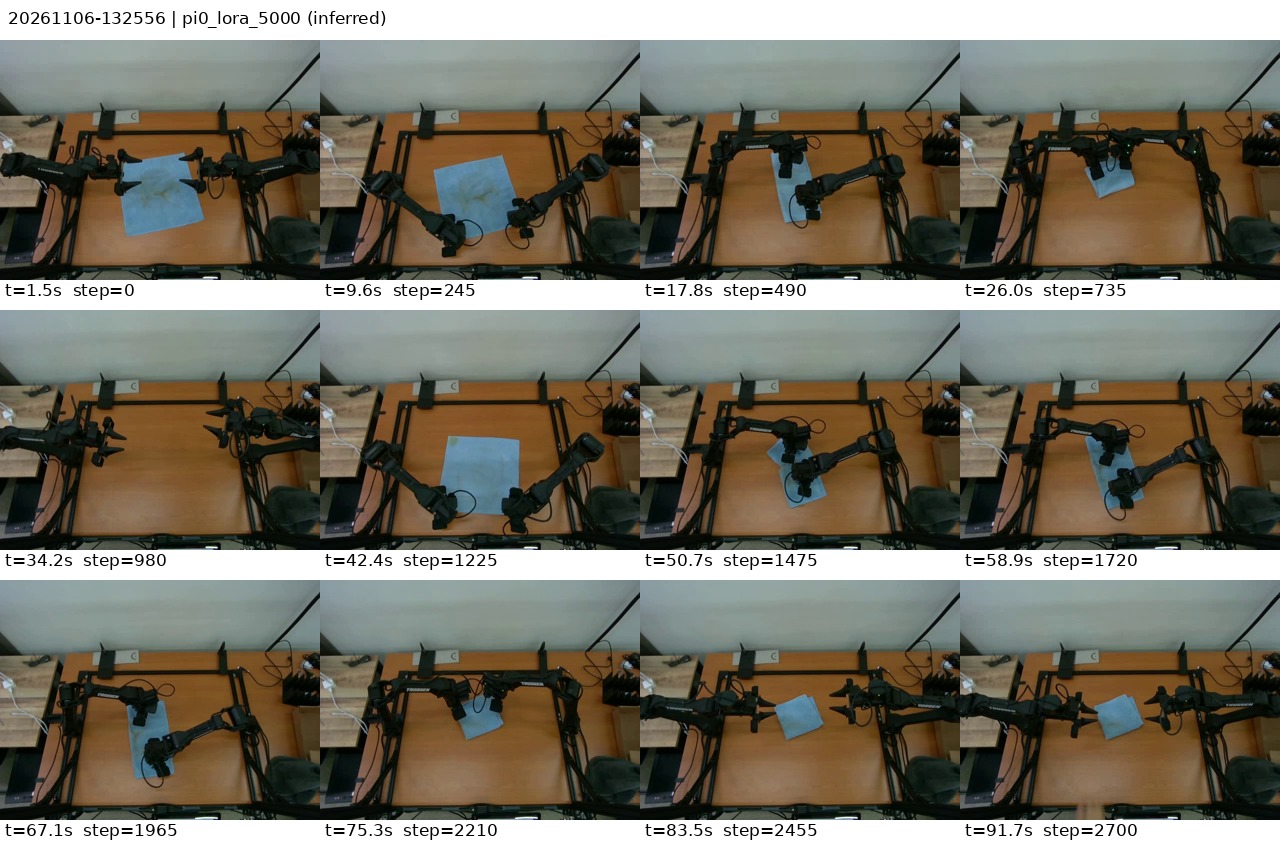 20261106-132556 | pi0_lora_5000 (inferred)
t=1.5s step=0
t=9.6s step=245
t=17.8s step=490
t=26.0s step=735
t=34.2s step=980
t=42.4s step=1225
t=50.7s step=1475
t=58.9s step=1720
t=67.1s step=1965
t=75.3s step=2210
t=83.5s step=2455
t=91.7s step=2700